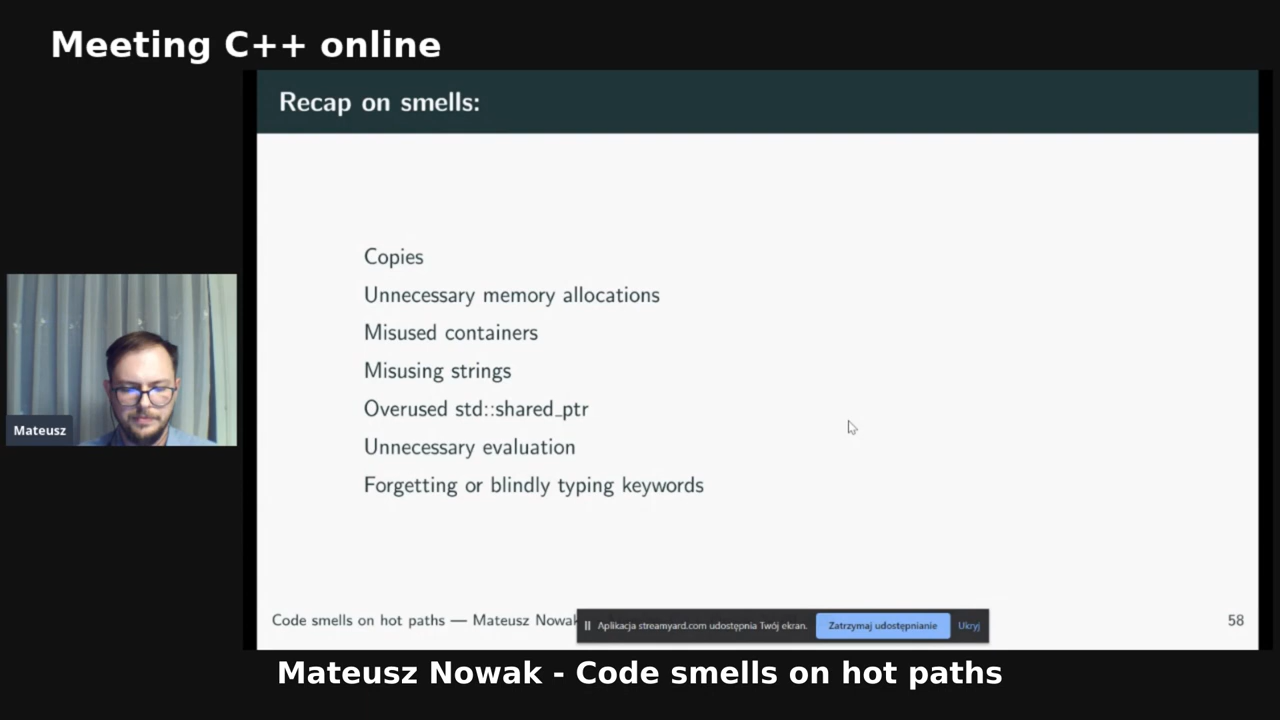 Meeting C++ online
Recap on smells:
Copies
Unnecessary memory allocations
Misused containers
Misusing strings
Overused std::shared_ptr
Unnecessary evaluation
Forgetting or blindly typing keywords
Mateusz
Code smells on hot paths — Mateusz Nowak
Aplikacja streamyard.com udostępnia Twój ekran.
Zatrzymaj udostępnianie
Ukryj
58
Mateusz Nowak - Code smells on hot paths